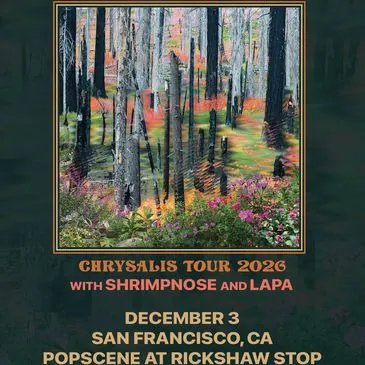 CHRYSALIS TOUR 2026
WITH SHRIMPNOSE AND LAPA
DECEMBER 3
SAN FRANCISCO, CA
POPSCENE AT RICKSHAW STOP